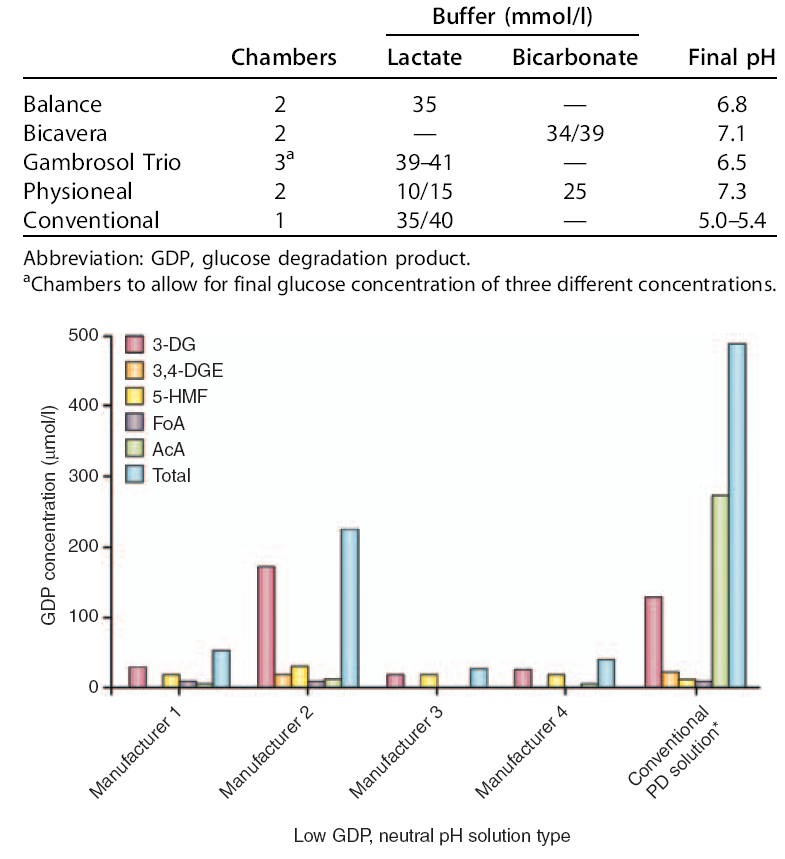 Buffer (mmol/l)
Chambers Lactate Bicarbonate Final pH
Balance 2 35 — 6.8
Bicavera 2 — 34/39 7.1
Gambrosol Trio 3a 39–41 — 6.5
Physioneal 2 10/15 25 7.3
Conventional 1 35/40 — 5.0–5.4
Abbreviation: GDP, glucose degradation product.
aChambers to allow for final glucose concentration of three different concentrations.
GDP concentration (μmol/l)
500
400
300
200
100
0
3-DG
3,4-DGE
5-HMF
FoA
AcA
Total
Manufacturer 1
Manufacturer 2
Manufacturer 3
Manufacturer 4
Conventional
PD solution*
Low GDP, neutral pH solution type